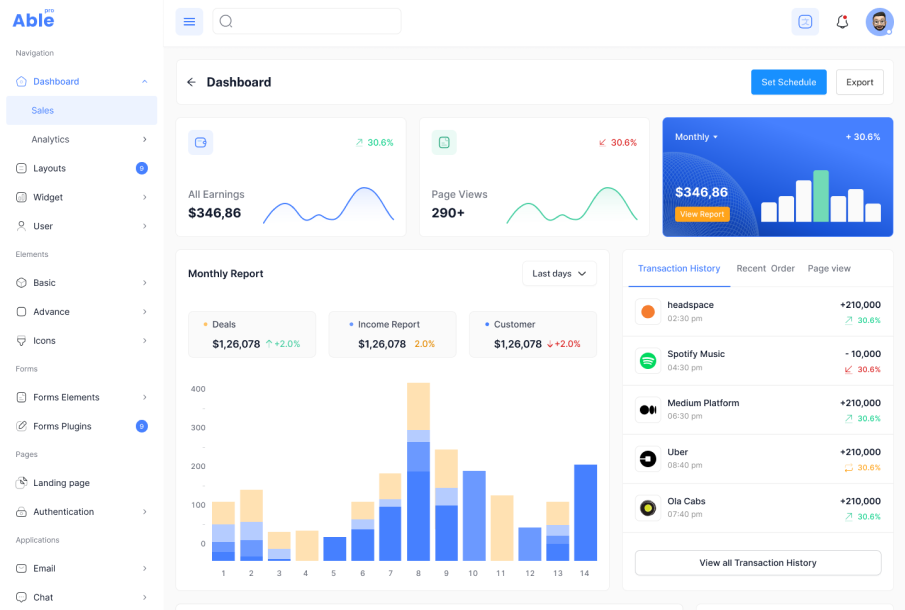 Able pro
Navigation
Dashboard
Sales
Analytics
Layouts 9
Widget
User
Elements
Basic
Advance
Icons
Forms
Forms Elements
Forms Plugins 9
Pages
Landing page
Authentication
Applications
Email
Chat
Dashboard
Set Schedule
Export
30.6%
All Earnings
$346,86
30.6%
Page Views
290+
Monthly
+ 30.6%
$346,86
View Report
Monthly Report
Last days
Deals
$1,26,078 +2.0%
Income Report
$1,26,078 2.0%
Customer
$1,26,078 +2.0%
400
-
300
-
200
-
100
-
0
1 2 3 4 5 6 7 8 9 10 11 12 13 14
Transaction History Recent Order Page view
headspace +210,000
02:30 pm 30,6%
Spotify Music - 10,000
04:30 pm 30.6%
Medium Platform +210,000
06:30 pm 30.6%
Uber +210,000
08:40 pm 30.6%
Ola Cabs +210,000
07:40 pm 30.6%
View all Transaction History